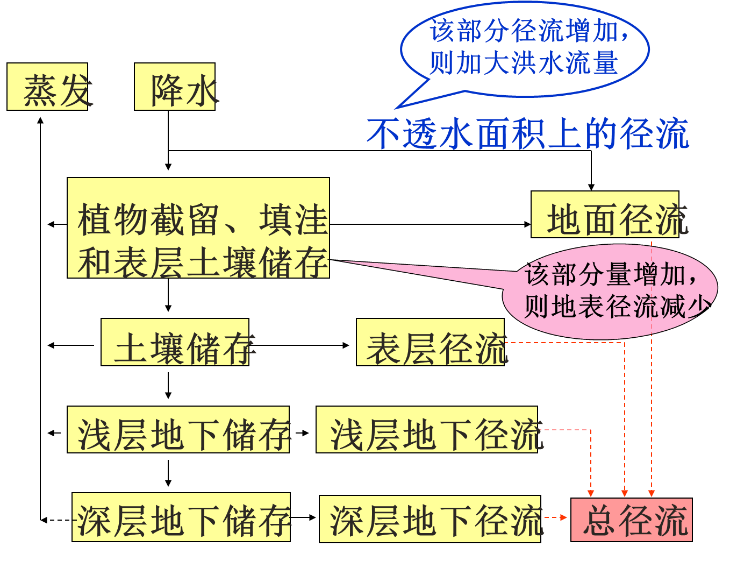 该部分径流增加，
则加大洪水流量
蒸发
降水
不透水面积上的径流
植物截留、填洼
和表层土壤储存
地面径流
该部分量增加，
则地表径流减少
土壤储存
表层径流
浅层地下储存
浅层地下径流
深层地下储存
深层地下径流
总径流